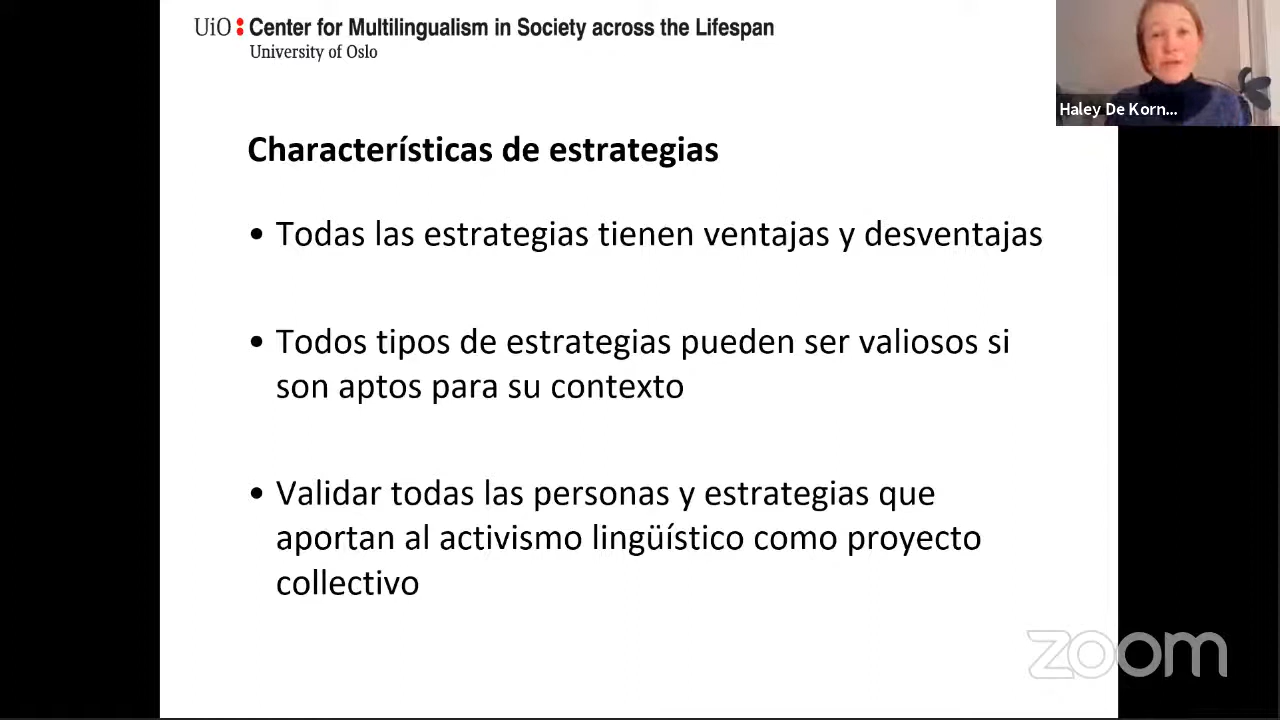 UiO : Center for Multilingualism in Society across the Lifespan
University of Oslo
Haley De Korn...
Características de estrategias
• Todas las estrategias tienen ventajas y desventajas
• Todos tipos de estrategias pueden ser valiosos si
son aptos para su contexto
• Validar todas las personas y estrategias que
aportan al activismo lingüístico como proyecto
collectivo
zoom